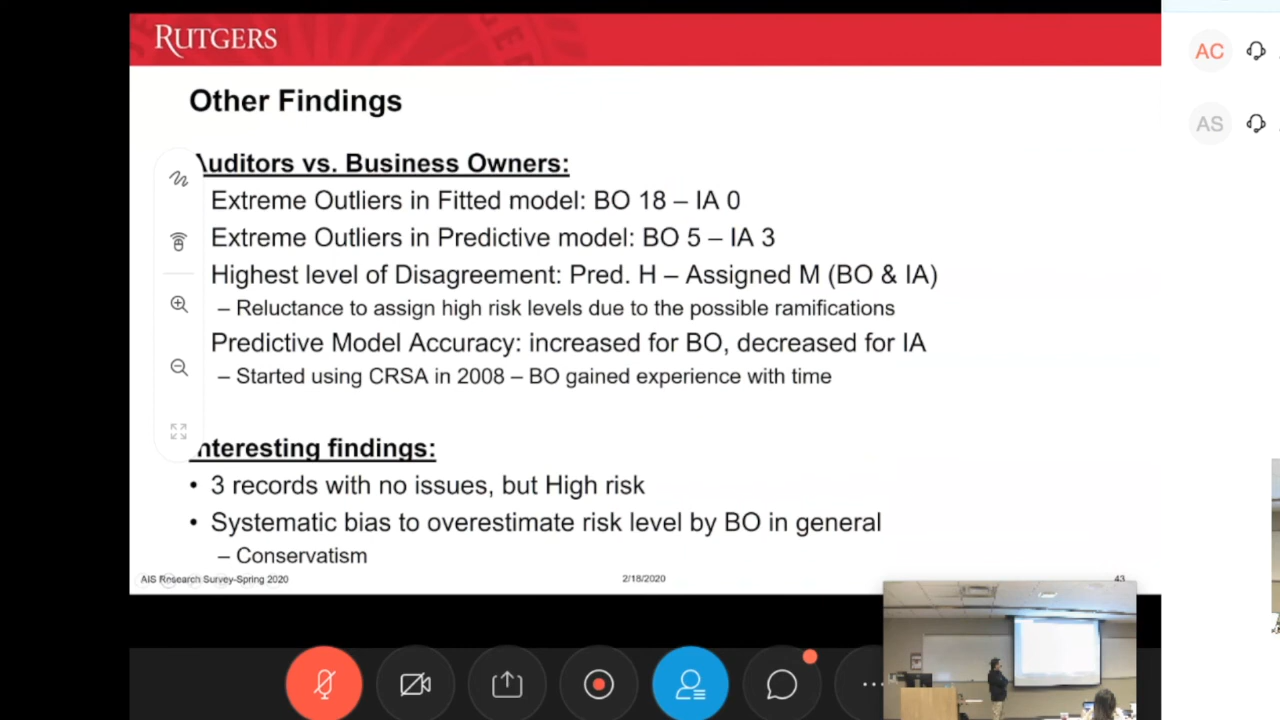 RUTGERS
Other Findings
Auditors vs. Business Owners:
Extreme Outliers in Fitted model: BO 18 – IA 0
Extreme Outliers in Predictive model: BO 5 – IA 3
Highest level of Disagreement: Pred. H – Assigned M (BO & IA)
– Reluctance to assign high risk levels due to the possible ramifications
Predictive Model Accuracy: increased for BO, decreased for IA
– Started using CRSA in 2008 – BO gained experience with time
Interesting findings:
• 3 records with no issues, but High risk
• Systematic bias to overestimate risk level by BO in general
– Conservatism
AIS Research Survey-Spring 2020
2/18/2020
43
AC
AS